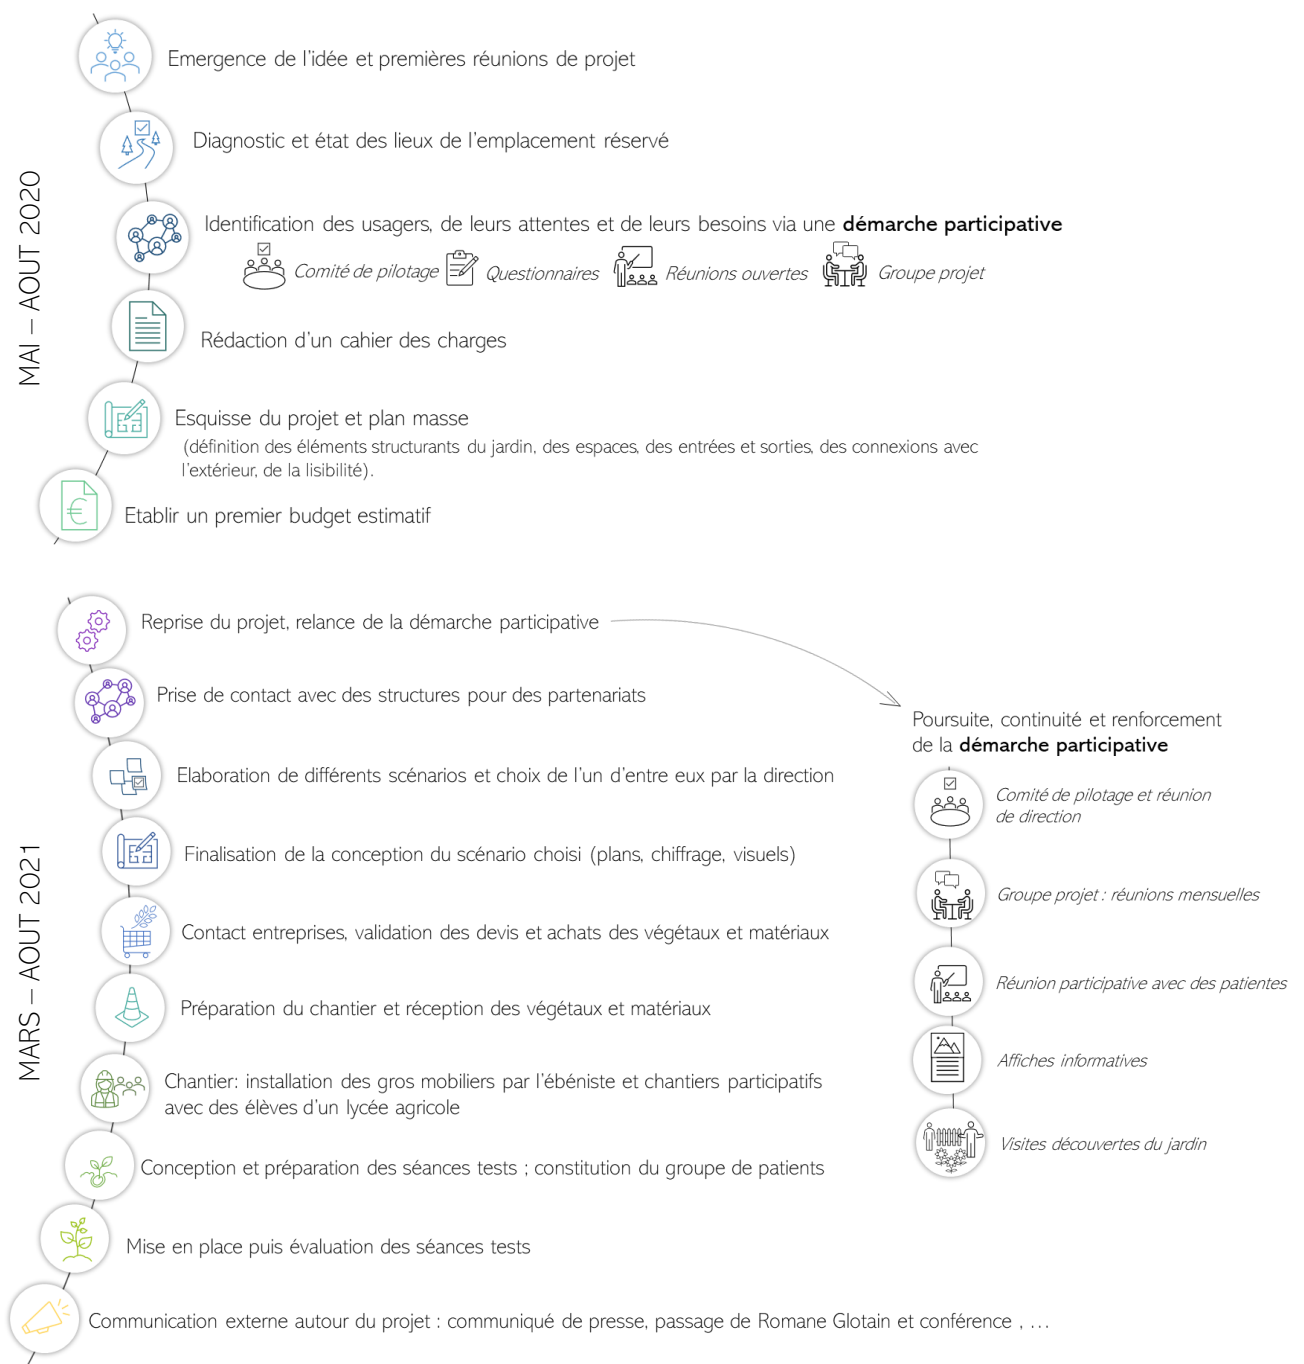 MAI – AOUT 2020
Emergence de l'idée et premières réunions de projet
Diagnostic et état des lieux de l'emplacement réservé
Identification des usagers, de leurs attentes et de leurs besoins via une démarche participative
Comité de pilotage
Questionnaires
Réunions ouvertes
Groupe projet
Rédaction d'un cahier des charges
Esquisse du projet et plan masse
(définition des éléments structurants du jardin, des espaces, des entrées et sorties, des connexions avec
l'extérieur, de la lisibilité).
€
Etablir un premier budget estimatif
MARS – AOUT 2021
Reprise du projet, relance de la démarche participative
Prise de contact avec des structures pour des partenariats
Elaboration de différents scénarios et choix de l'un d'entre eux par la direction
Finalisation de la conception du scénario choisi (plans, chiffrage, visuels)
Contact entreprises, validation des devis et achats des végétaux et matériaux
Préparation du chantier et réception des végétaux et matériaux
Chantier: installation des gros mobiliers par l'ébéniste et chantiers participatifs
avec des élèves d'un lycée agricole
Conception et préparation des séances tests ; constitution du groupe de patients
Mise en place puis évaluation des séances tests
Communication externe autour du projet : communiqué de presse, passage de Romane Glotain et conférence , ...
Poursuite, continuité et renforcement
de la démarche participative
Comité de pilotage et réunion
de direction
Groupe projet : réunions mensuelles
Réunion participative avec des patientes
Affiches informatives
Visites découvertes du jardin